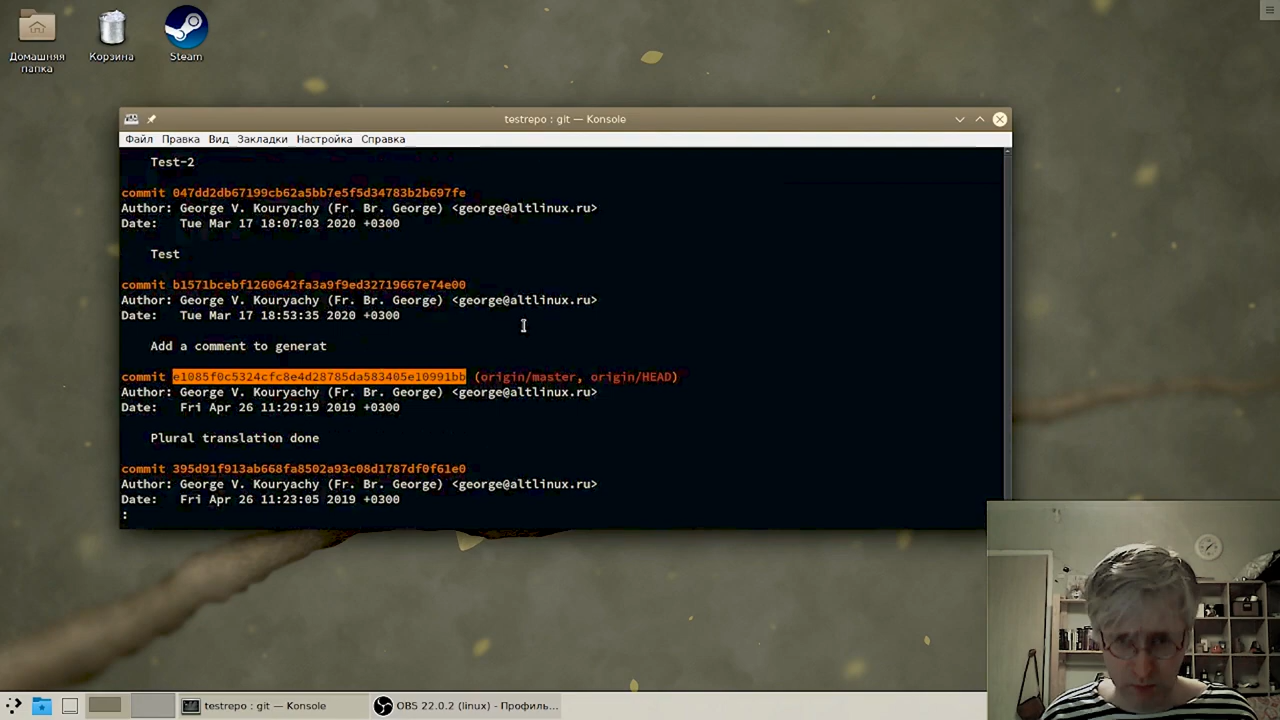 Домашняя
папка
Корзина
Steam
testrepo : git — Konsole
Файл Правка Вид Закладки Настройка Справка
Test-2
commit 047dd2db67199cb62a5bb7e5f5d34783b2b697fe
Author: George V. Kouryachy (Fr. Br. George) <george@altlinux.ru>
Date: Tue Mar 17 18:07:03 2020 +0300
Test
commit b1571bcebf1260642fa3a9f9ed32719667e74e00
Author: George V. Kouryachy (Fr. Br. George) <george@altlinux.ru>
Date: Tue Mar 17 18:53:35 2020 +0300
Add a comment to generat
commit e1085f0c5324cfc8e4d28785da583405e10991bb (origin/master, origin/HEAD)
Author: George V. Kouryachy (Fr. Br. George) <george@altlinux.ru>
Date: Fri Apr 26 11:29:19 2019 +0300
Plural translation done
commit 395d91f913ab668fa8502a93c08d1787df0f61e0
Author: George V. Kouryachy (Fr. Br. George) <george@altlinux.ru>
Date: Fri Apr 26 11:23:05 2019 +0300
:
testrepo : git — Konsole
OBS 22.0.2 (linux) - Профиль...